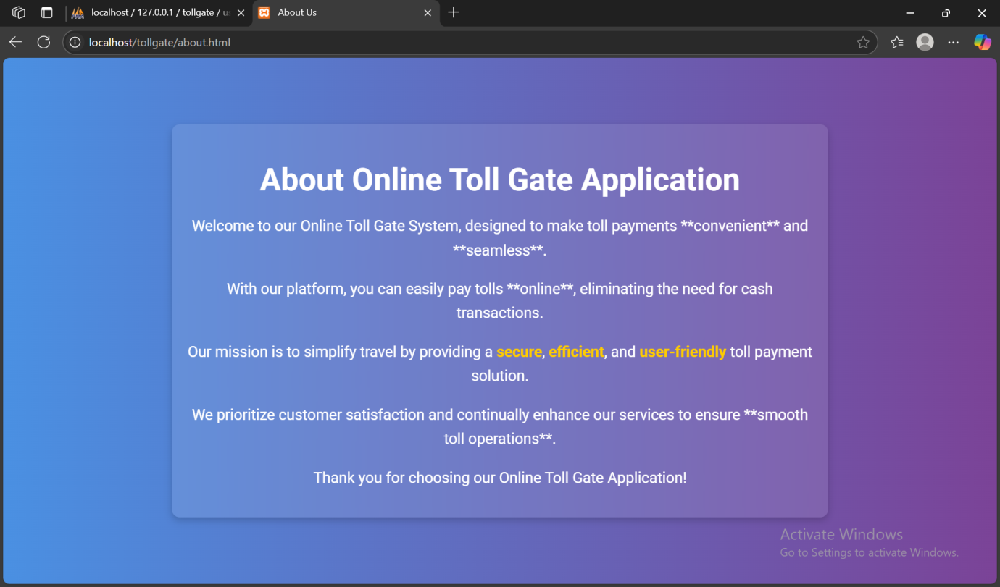 localhost / 127.0.0.1 / tollgate / us
About Us
localhost/tollgate/about.html
About Online Toll Gate Application
Welcome to our Online Toll Gate System, designed to make toll payments **convenient** and
**seamless**.
With our platform, you can easily pay tolls **online**, eliminating the need for cash
transactions.
Our mission is to simplify travel by providing a secure, efficient, and user-friendly toll payment
solution.
We prioritize customer satisfaction and continually enhance our services to ensure **smooth
toll operations**.
Thank you for choosing our Online Toll Gate Application!
Activate Windows
Go to Settings to activate Windows.